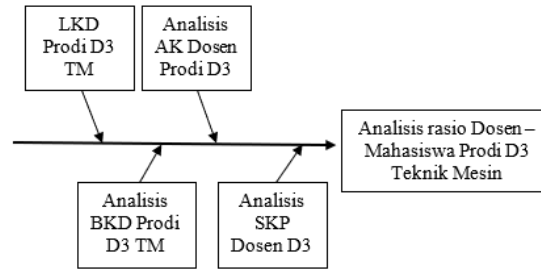 LKD
Prodi D3
TM
Analisis
AK Dosen
Prodi D3
Analisis rasio Dosen –
Mahasiswa Prodi D3
Teknik Mesin
Analisis
BKD Prodi
D3 TM
Analisis
SKP
Dosen D3